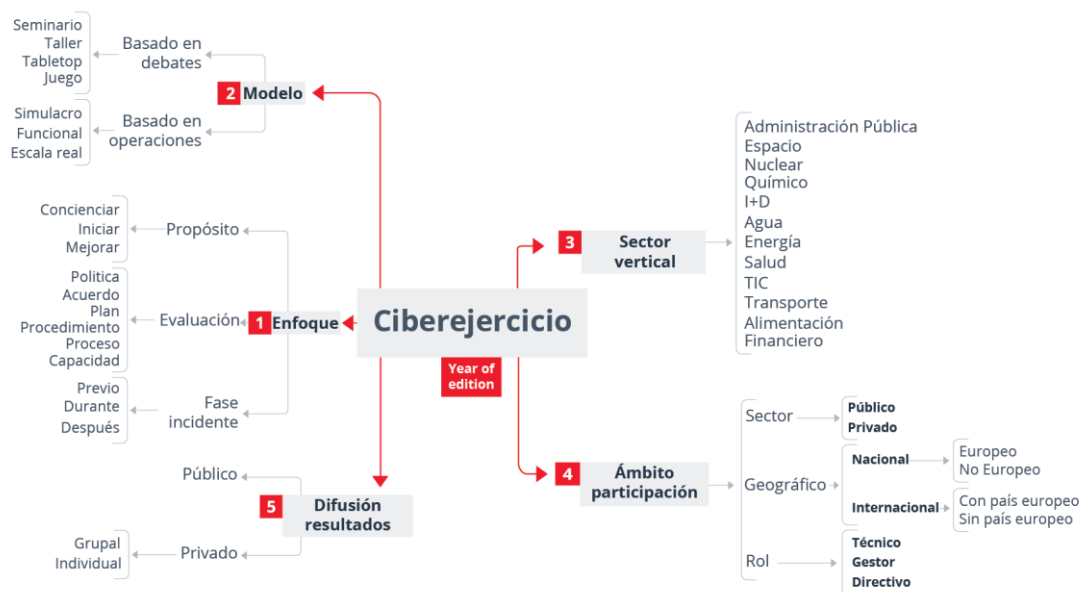 Ciberejercicio
Year of
edition
1 Enfoque
Propósito
Concienciar
Iniciar
Mejorar
Evaluación
Politica
Acuerdo
Plan
Procedimiento
Proceso
Capacidad
Fase
incidente
Previo
Durante
Después
2 Modelo
Basado en
debates
Seminario
Taller
Tabletop
Juego
Basado en
operaciones
Simulacro
Funcional
Escala real
3 Sector
vertical
Administración Pública
Espacio
Nuclear
Químico
I+D
Agua
Energía
Salud
TIC
Transporte
Alimentación
Financiero
4 Ámbito
participación
Sector
Público
Privado
Geográfico
Nacional
Europeo
No Europeo
Internacional
Con país europeo
Sin país europeo
Rol
Técnico
Gestor
Directivo
5 Difusión
resultados
Público
Privado
Grupal
Individual